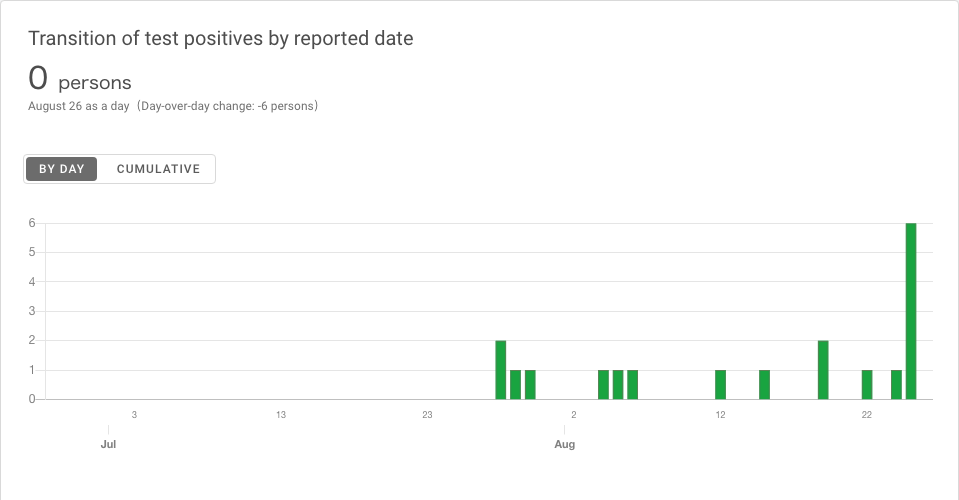 Transition of test positives by reported date
0 persons
August 26 as a day (Day-over-day change: -6 persons)
BY DAY CUMULATIVE
6
5
4
3
2
1
0
3 13 23 2 12 22
Jul Aug